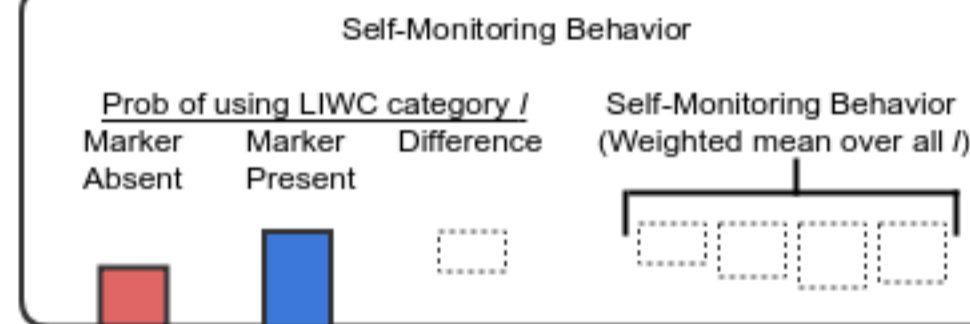 Self-Monitoring Behavior
Prob of using LIWC category l
Marker Absent
Marker Present
Difference
Self-Monitoring Behavior
(Weighted mean over all l)